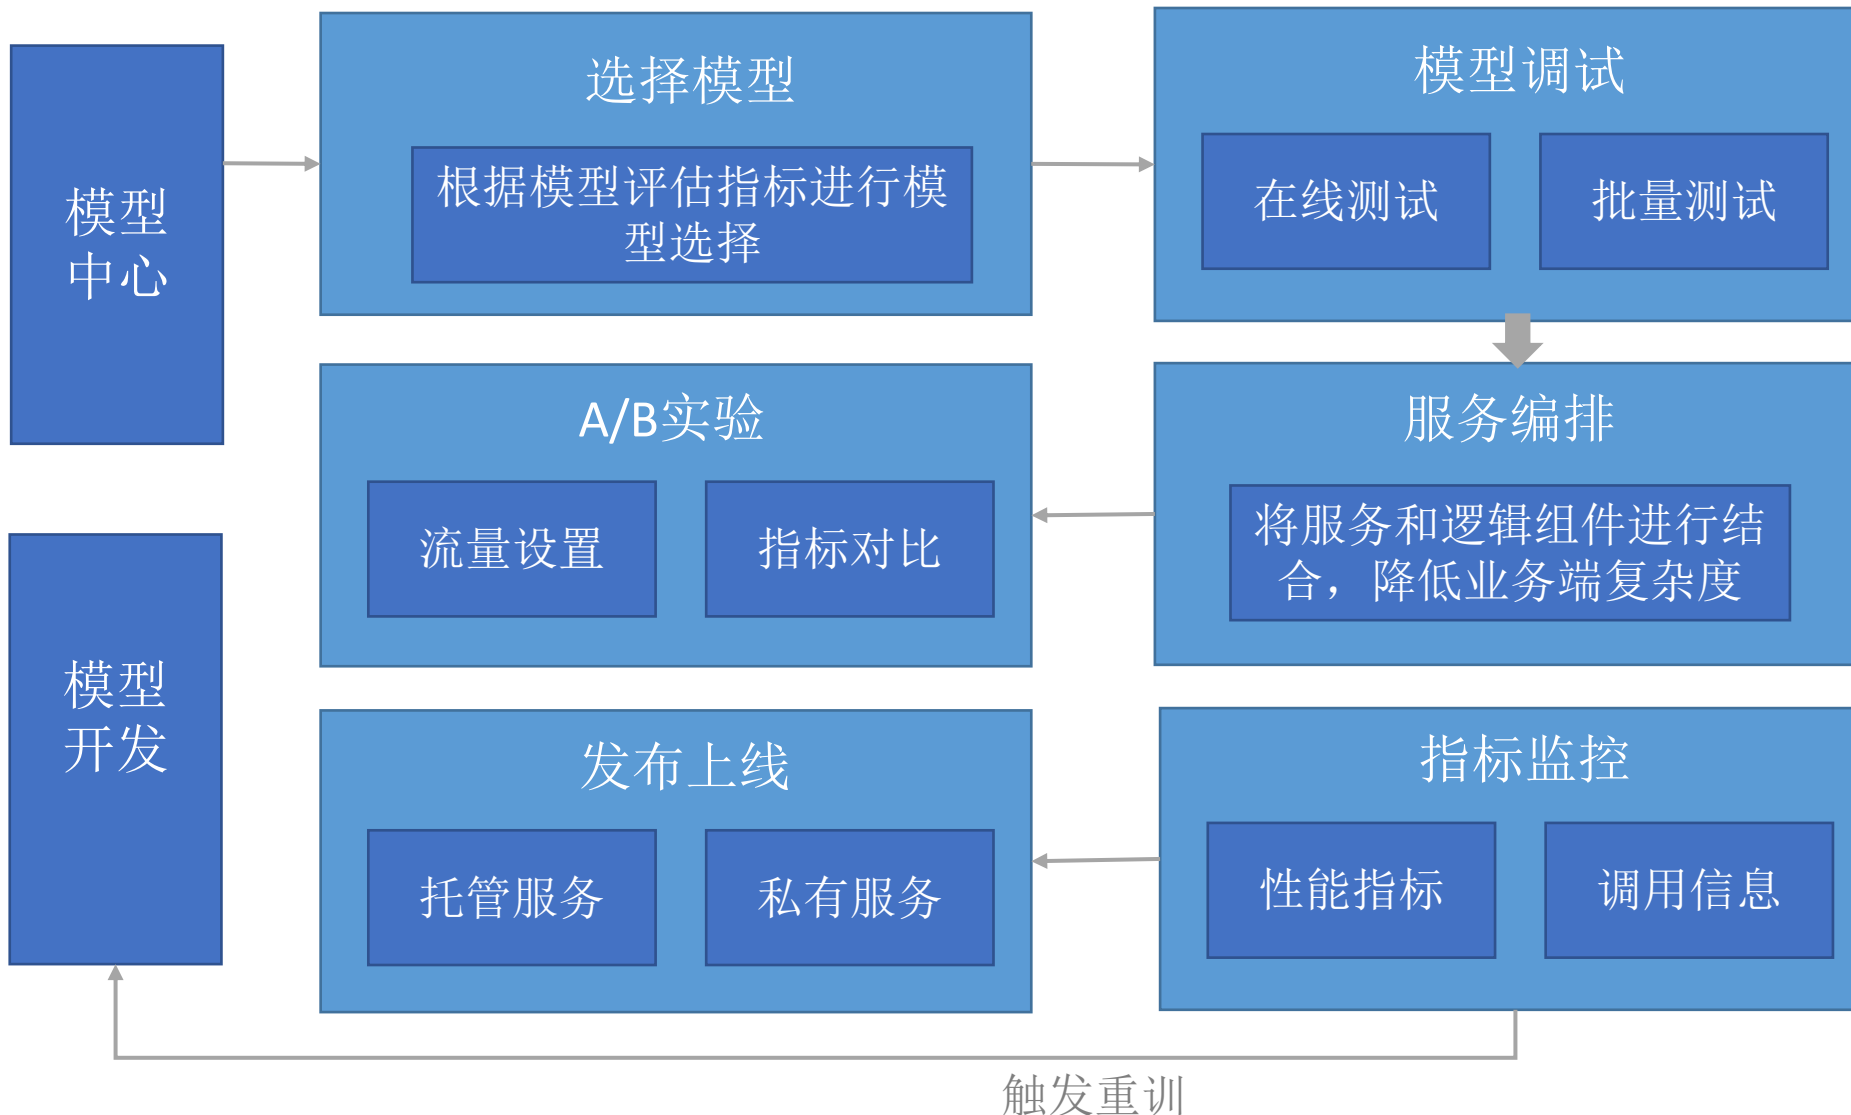 模型
中心
选择模型
根据模型评估指标进行模
型选择
模型调试
在线测试
批量测试
A/B实验
流量设置
指标对比
服务编排
将服务和逻辑组件进行结
合，降低业务端复杂度
模型
开发
发布上线
托管服务
私有服务
指标监控
性能指标
调用信息
触发重训